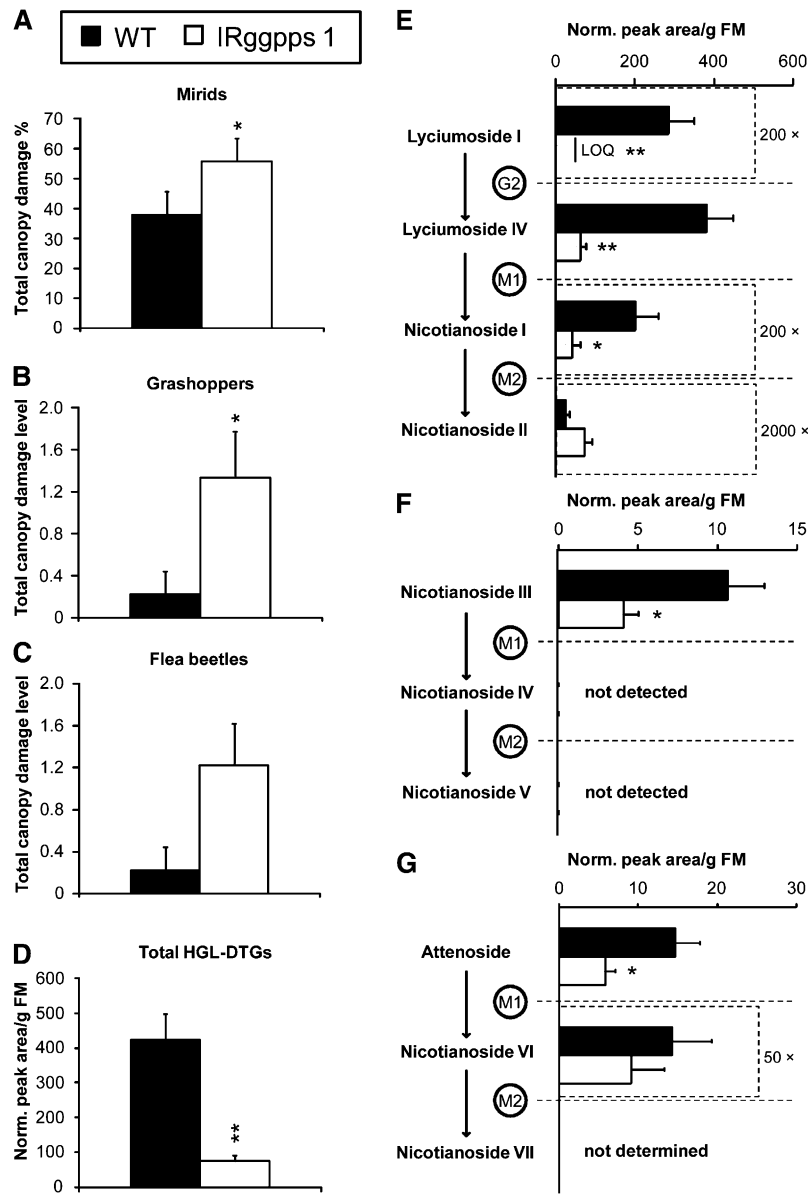 A
WT IRggpps 1
Mirids
Total canopy damage %
70
60
50
40
30
20
10
0
*
B
Grashoppers
Total canopy damage level
2.0
1.6
1.2
0.8
0.4
0
*
C
Flea beetles
Total canopy damage level
2.0
1.6
1.2
0.8
0.4
0
D
Total HGL-DTGs
Norm. peak area/g FM
600
500
400
300
200
100
0
**
E
Norm. peak area/g FM
0 200 400 600
Lyciumoside I
LOQ **
200 ×
G2
Lyciumoside IV
**
M1
Nicotianoside I
*
200 ×
M2
Nicotianoside II
2000 ×
F
Norm. peak area/g FM
0 5 10 15
Nicotianoside III
*
M1
Nicotianoside IV
not detected
M2
Nicotianoside V
not detected
G
Norm. peak area/g FM
0 10 20 30
Attenoside
*
M1
Nicotianoside VI
50 ×
M2
Nicotianoside VII
not determined